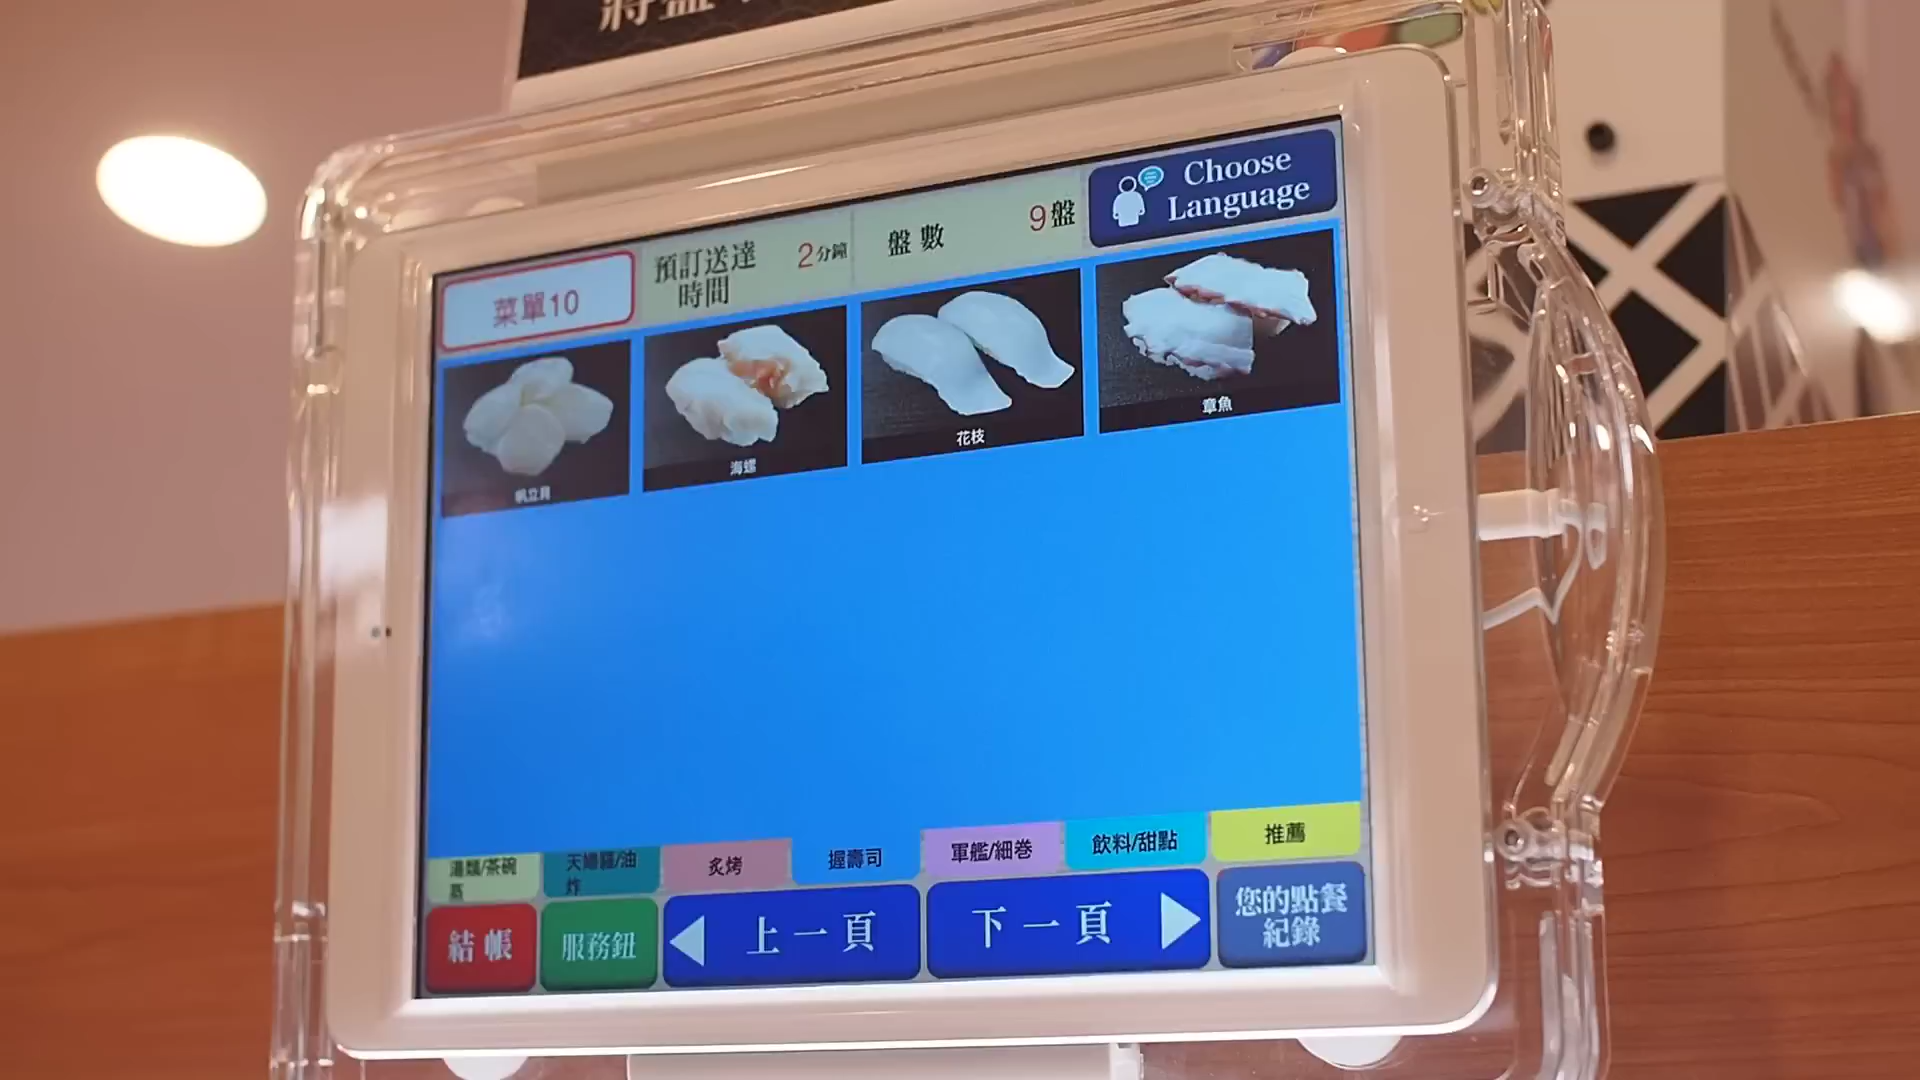 Choose
Language
菜單10
預訂送達
時間
2分鐘
盤數
9盤
帆立貝
海螺
花枝
章魚
湯類/茶碗
蒸
天婦羅/油
炸
炙烤
握壽司
軍艦/細卷
飲料/甜點
推薦
結帳
服務鈕
上一頁
下一頁
您的點餐
紀錄